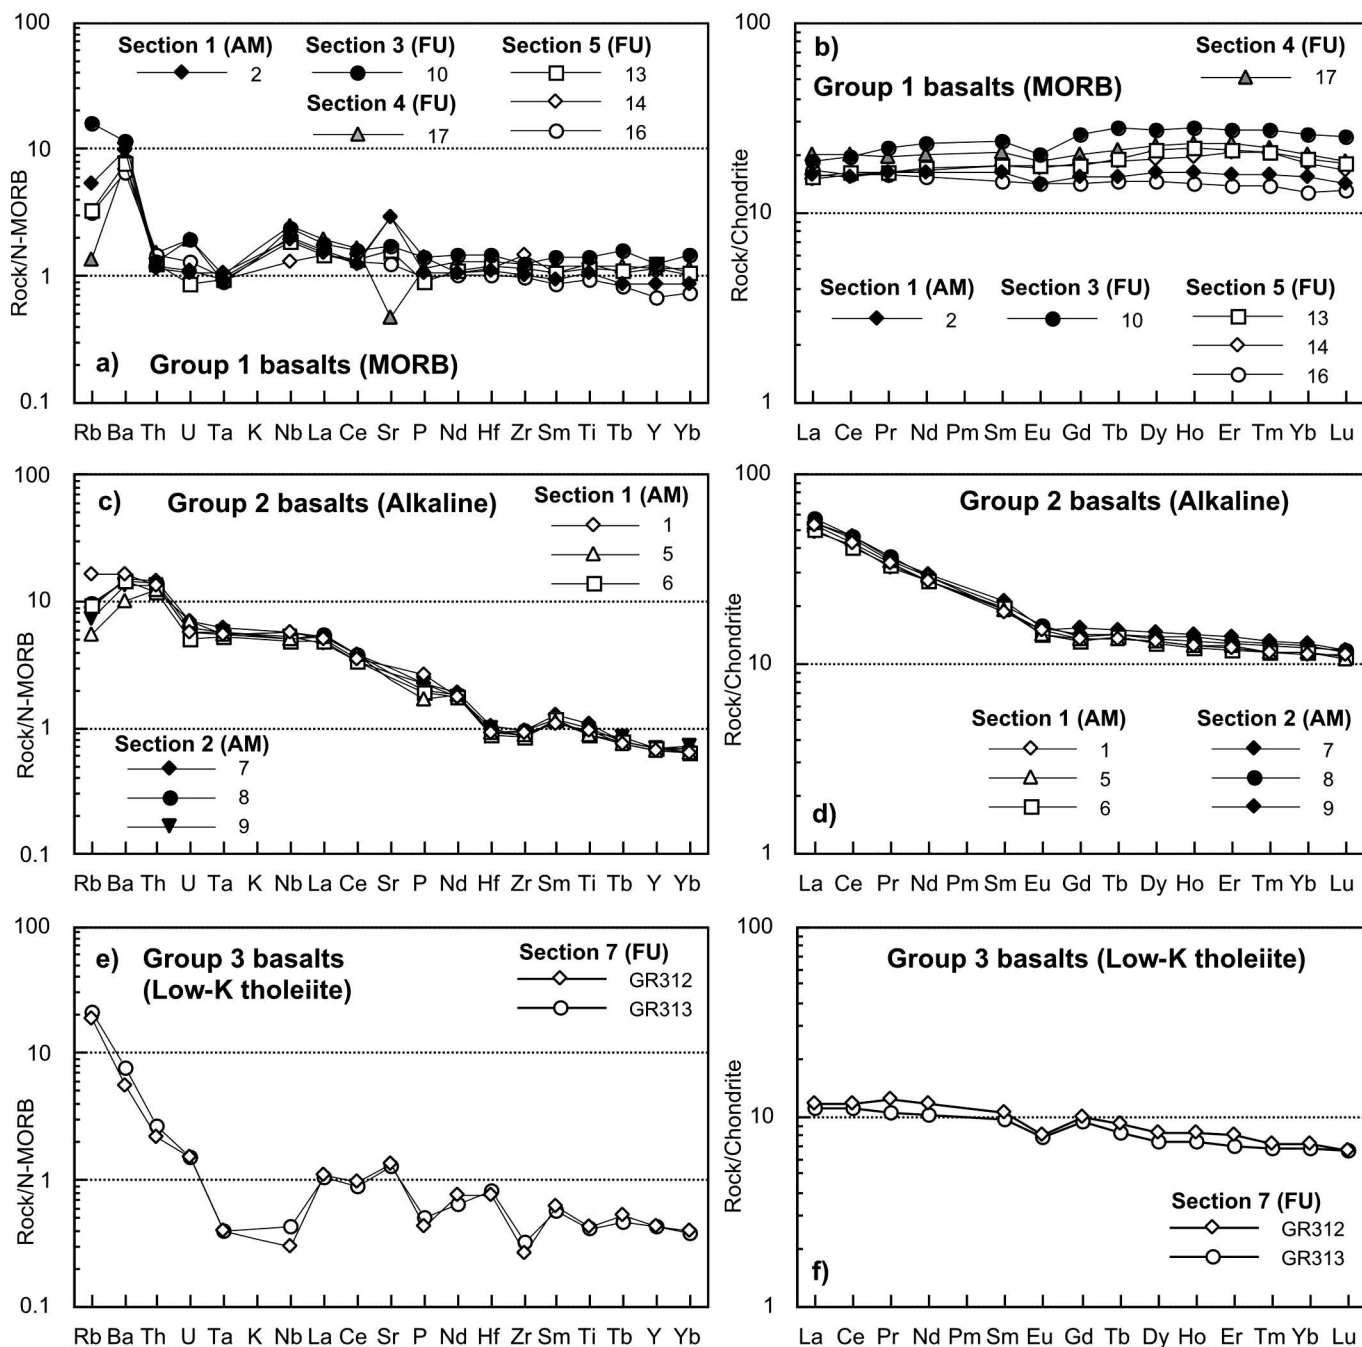 100
10
1
0.1
Rock/N-MORB
Section 1 (AM)
2
Section 3 (FU)
10
Section 4 (FU)
17
Section 5 (FU)
13
14
16
a) Group 1 basalts (MORB)
Rb Ba Th U Ta K Nb La Ce Sr P Nd Hf Zr Sm Ti Tb Y Yb
100
10
1
Rock/Chondrite
b)
Group 1 basalts (MORB)
Section 4 (FU)
17
Section 1 (AM)
2
Section 3 (FU)
10
Section 5 (FU)
13
14
16
La Ce Pr Nd Pm Sm Eu Gd Tb Dy Ho Er Tm Yb Lu
100
10
1
0.1
Rock/N-MORB
c) Group 2 basalts (Alkaline)
Section 1 (AM)
1
5
6
Section 2 (AM)
7
8
9
Rb Ba Th U Ta K Nb La Ce Sr P Nd Hf Zr Sm Ti Tb Y Yb
100
10
1
Rock/Chondrite
Group 2 basalts (Alkaline)
Section 1 (AM)
1
5
6
Section 2 (AM)
7
8
9
d)
La Ce Pr Nd Pm Sm Eu Gd Tb Dy Ho Er Tm Yb Lu
100
10
1
0.1
Rock/N-MORB
e) Group 3 basalts
(Low-K tholeiite)
Section 7 (FU)
GR312
GR313
Rb Ba Th U Ta K Nb La Ce Sr P Nd Hf Zr Sm Ti Tb Y Yb
100
10
1
Rock/Chondrite
Group 3 basalts (Low-K tholeiite)
Section 7 (FU)
GR312
GR313
f)
La Ce Pr Nd Pm Sm Eu Gd Tb Dy Ho Er Tm Yb Lu